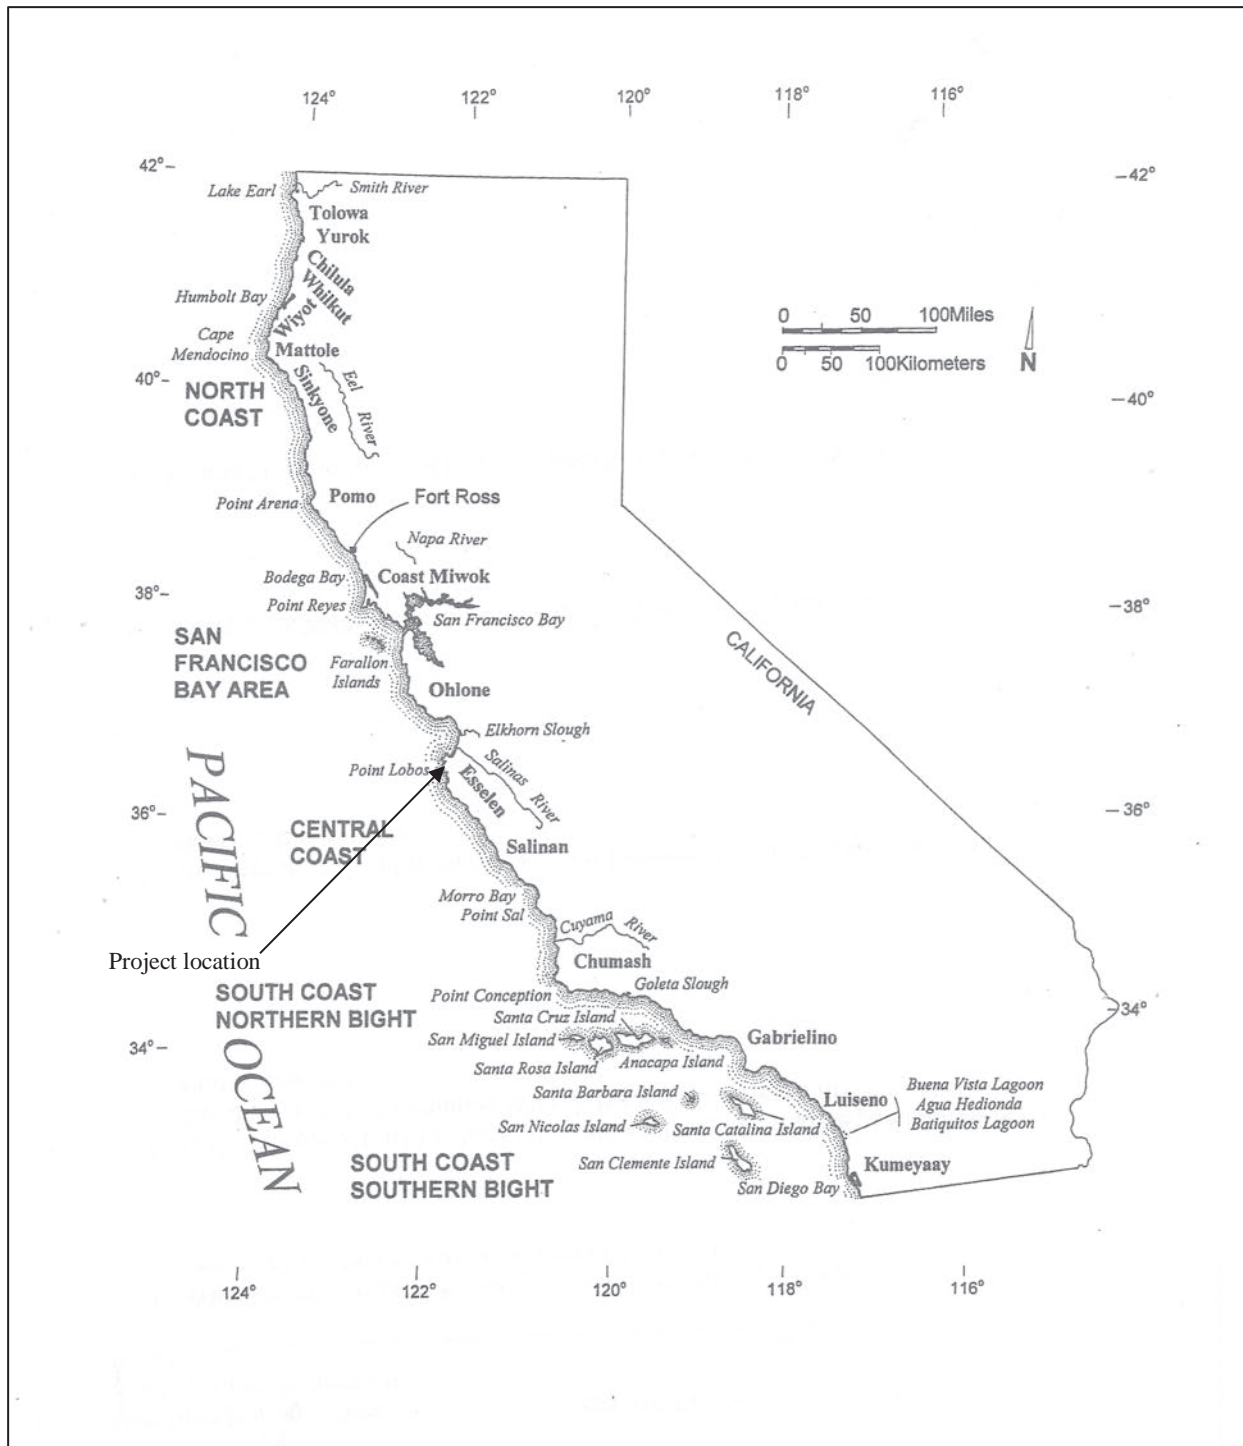 124°
122°
120°
118°
116°
42°
42°
Lake Earl
Smith River
Tolowa
Yurok
Chilula
Whilkut
Humbolt Bay
Wiyot
0 50 100Miles
0 50 100Kilometers
N
Cape
Mendocino
Mattole
40°
40°
NORTH
COAST
Sinkyone
Eel
River
Point Arena
Pomo
Fort Ross
Napa River
Bodega Bay
Coast Miwok
38°
38°
Point Reyes
San Francisco Bay
SAN
FRANCISCO
BAY AREA
Farallon
Islands
CALIFORNIA
Ohlone
Elkhorn Slough
PACIFIC
OCEAN
Point Lobos
Esselen
Salinas
River
36°
36°
CENTRAL
COAST
Salinan
Morro Bay
Point Sal
Cuyama
River
Project location
Chumash
SOUTH COAST
NORTHERN BIGHT
Point Conception
Goleta Slough
34°
34°
Santa Cruz Island
San Miguel Island
Gabrielino
Santa Rosa Island
Anacapa Island
Santa Barbara Island
Luiseno
Buena Vista Lagoon
Agua Hedionda
Batiquitos Lagoon
San Nicolas Island
Santa Catalina Island
SOUTH COAST
SOUTHERN BIGHT
San Clemente Island
Kumeyaay
San Diego Bay
124°
122°
120°
118°
116°